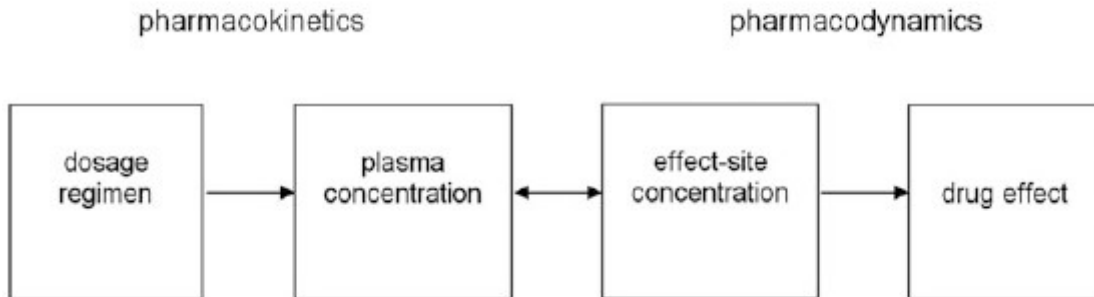 pharmacokinetics
pharmacodynamics
dosage
regimen
plasma
concentration
effect-site
concentration
drug effect